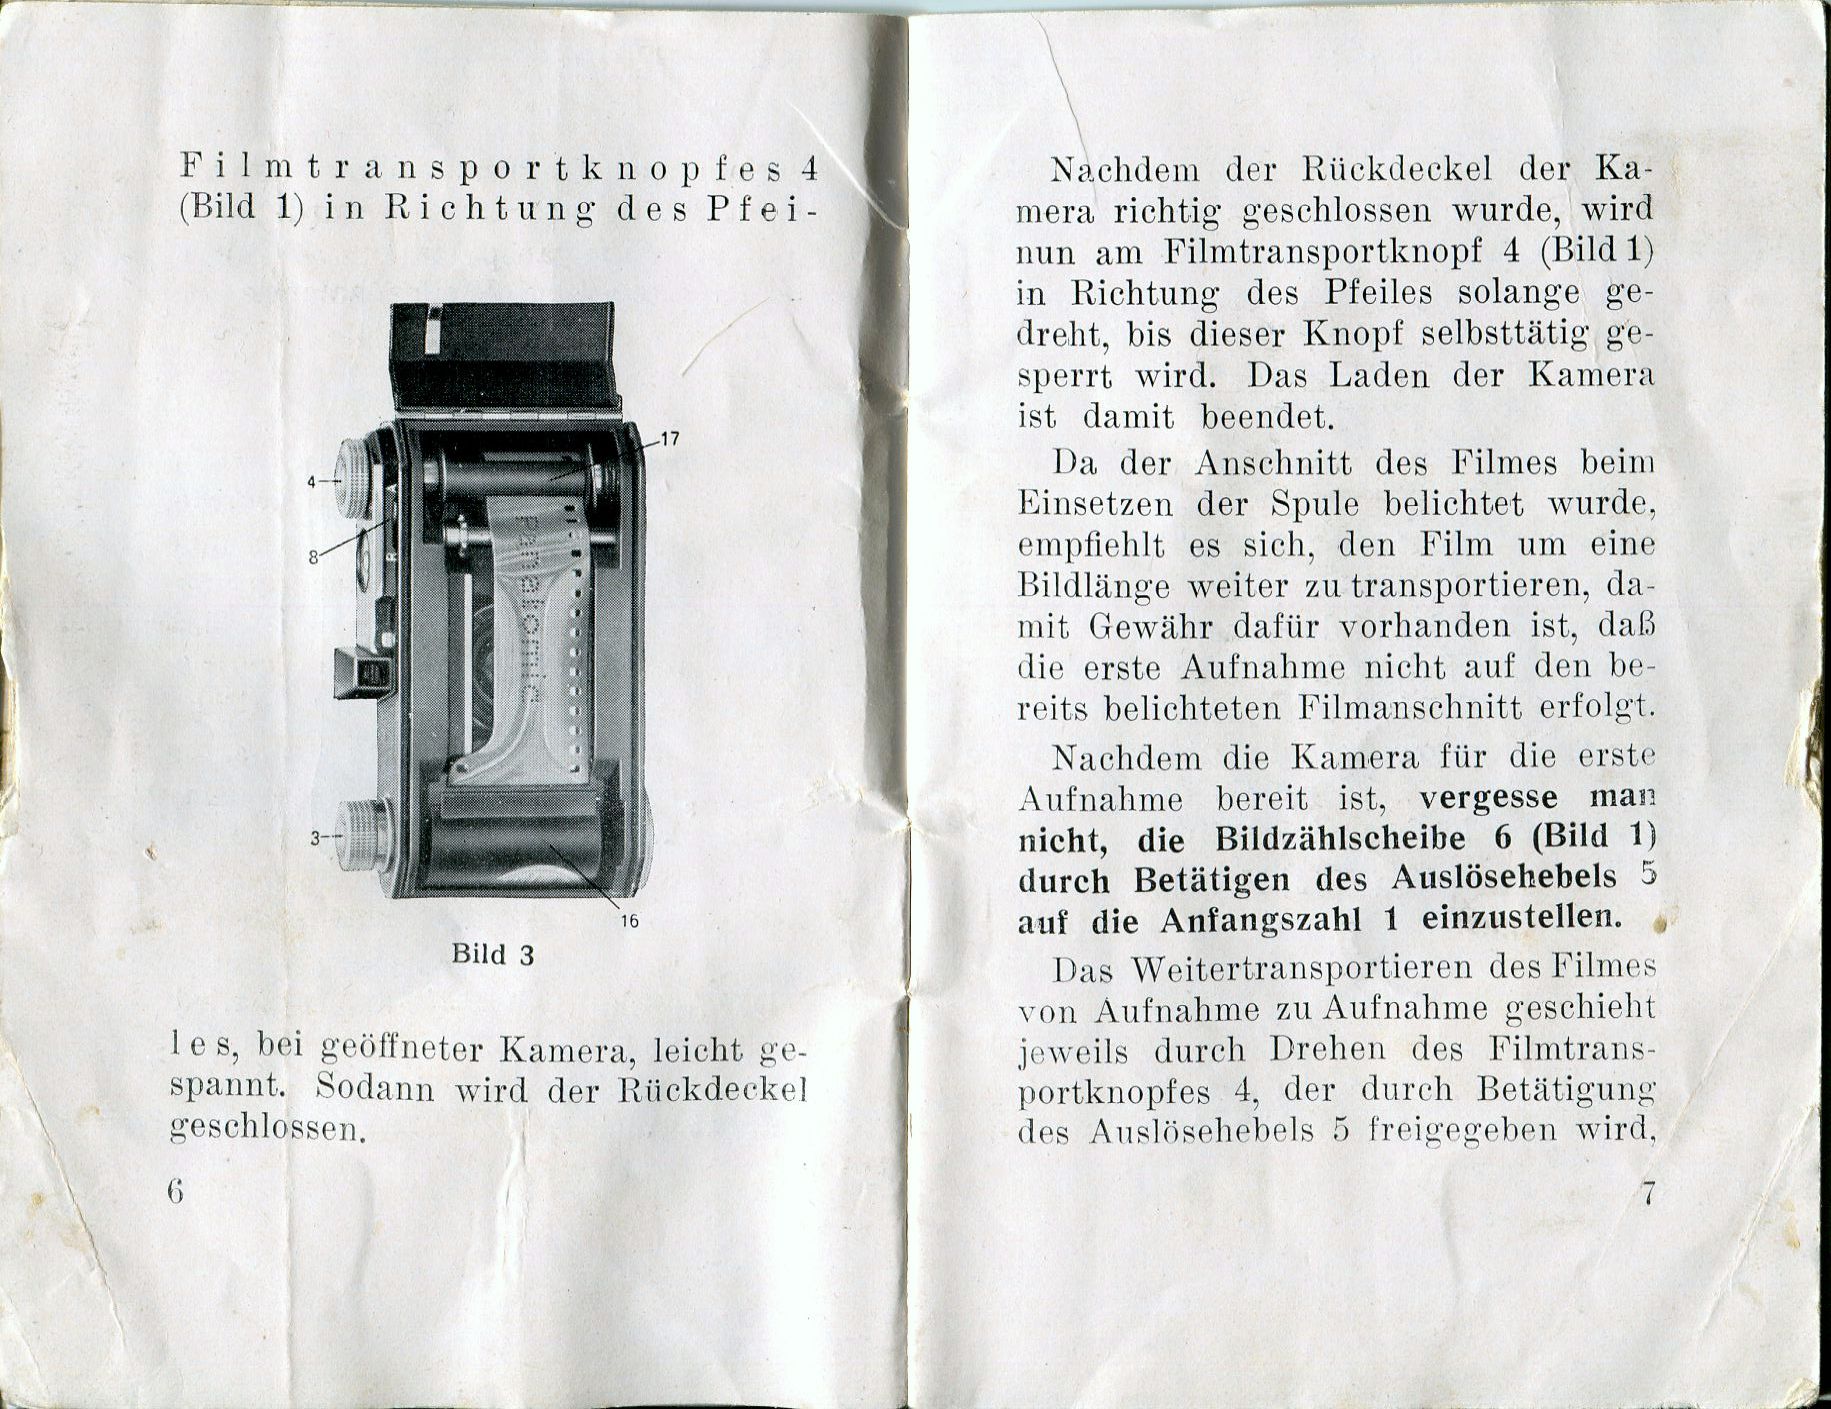 Filmtransportknopfes 4
(Bild 1) in Richtung des Pfei-
17
4
8
A
R
Panatomic
3
16
Bild 3
les, bei geöffneter Kamera, leicht ge-
spannt. Sodann wird der Rückdeckel
geschlossen.
6
Nachdem der Rückdeckel der Ka-
mera richtig geschlossen wurde, wird
nun am Filmtransportknopf 4 (Bild 1)
in Richtung des Pfeiles solange ge-
dreht, bis dieser Knopf selbsttätig ge-
sperrt wird. Das Laden der Kamera
ist damit beendet.
Da der Anschnitt des Filmes beim
Einsetzen der Spule belichtet wurde,
empfiehlt es sich, den Film um eine
Bildlänge weiter zu transportieren, da-
mit Gewähr dafür vorhanden ist, daß
die erste Aufnahme nicht auf den be-
reits belichteten Filmanschnitt erfolgt.
Nachdem die Kamera für die erste
Aufnahme bereit ist, vergesse man
nicht, die Bildzählscheibe 6 (Bild 1)
durch Betätigen des Auslösehebels 5
auf die Anfangszahl 1 einzustellen.
Das Weitertransportieren des Filmes
von Aufnahme zu Aufnahme geschieht
jeweils durch Drehen des Filmtrans-
portknopfes 4, der durch Betätigung
des Auslösehebels 5 freigegeben wird,
7